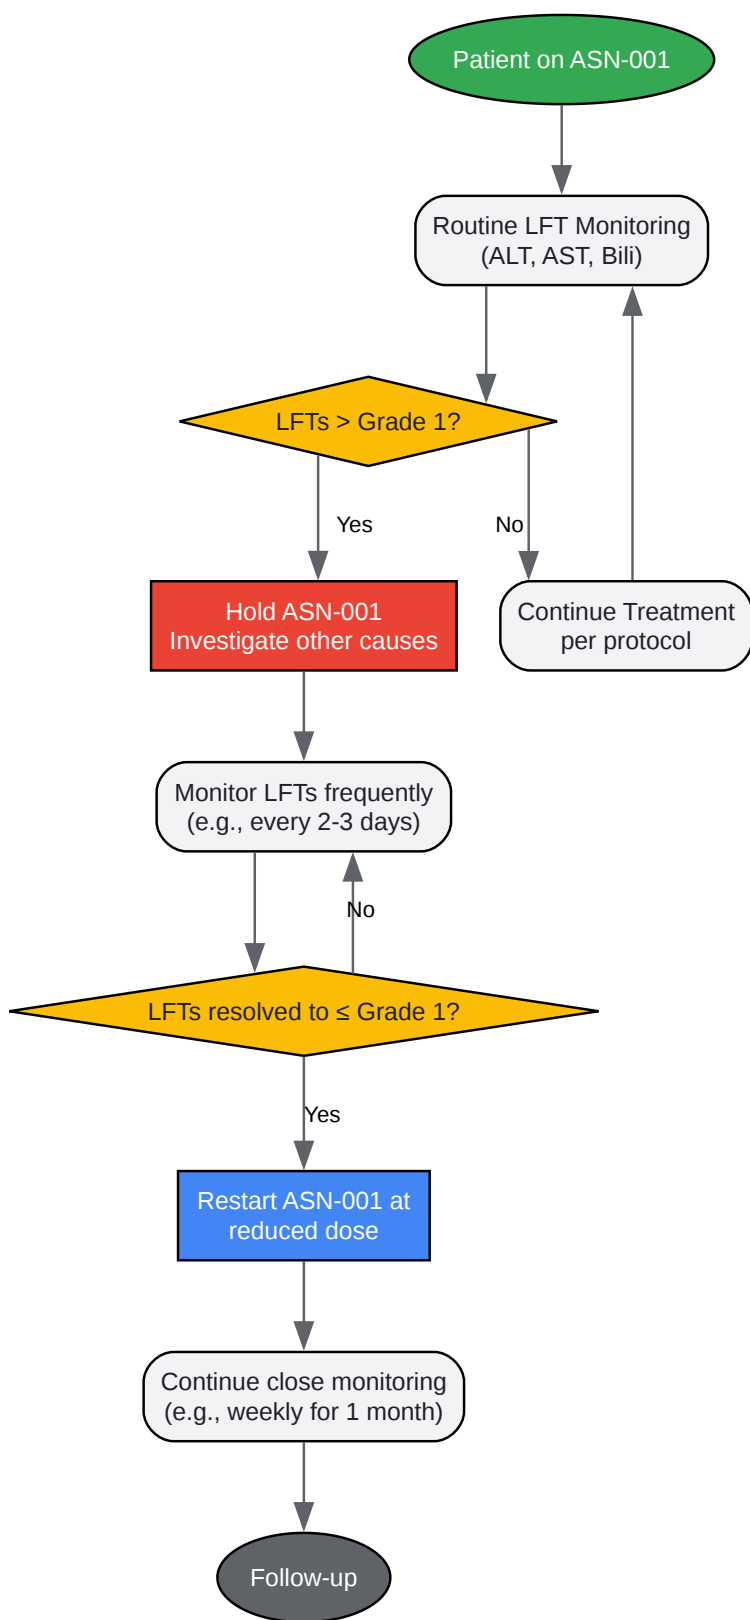 Patient on ASN-001
Routine LFT Monitoring
(ALT, AST, Bili)
LFTs > Grade 1?
Yes
No
Hold ASN-001
Investigate other causes
Continue Treatment
per protocol
Monitor LFTs frequently
(e.g., every 2-3 days)
No
LFTs resolved to ≤ Grade 1?
Yes
Restart ASN-001 at
reduced dose
Continue close monitoring
(e.g., weekly for 1 month)
Follow-up